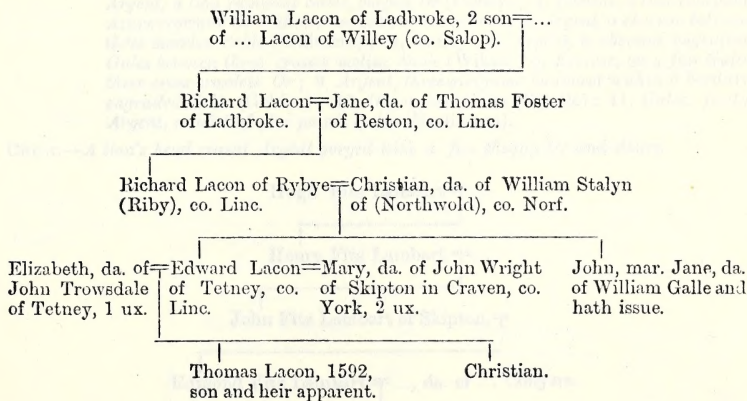 William Lacon of Ladbroke, 2 son=...
of ... Lacon of Willey (co. Salop).
Richard Lacon=Jane, da. of Thomas Foster
of Ladbroke. of Reston, co. Linc.
Richard Lacon of Rybye=Christian, da. of William Stalyn
(Riby), co. Linc. of (Northwold), co. Norf.
Elizabeth, da. of=Edward Lacon=Mary, da. of John Wright
John Trowsdale of Tetney, co. of Skipton in Craven, co.
of Tetney, 1 ux. Linc. York, 2 ux.
John, mar. Jane, da.
of William Galle and
hath issue.
Thomas Lacon, 1592,
son and heir apparent.
Christian.